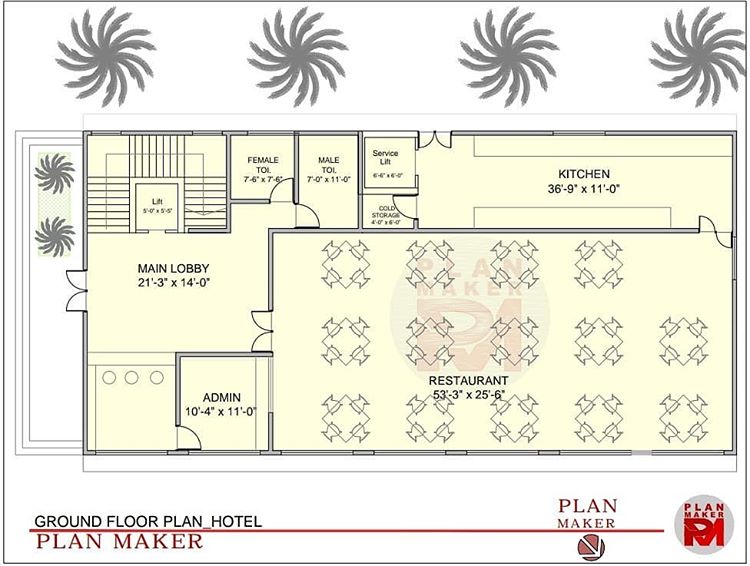 FEMALE
TOI.
7'-6" x 7'-6"
MALE
TOI.
7'-0" x 11'-0"
Service
Lift
6'-6" x 6'-0"
KITCHEN
36'-9" x 11'-0"
Lift
5'-0" x 5'-5"
COLD
STORAGE
4'-0" x 6'-0"
MAIN LOBBY
21'-3" x 14'-0"
PLAN
MAKER
RESTAURANT
53'-3" x 25'-6"
ADMIN
10'-4" x 11'-0"
GROUND FLOOR PLAN_HOTEL
PLAN MAKER
PLAN
MAKER
PLAN
MAKER